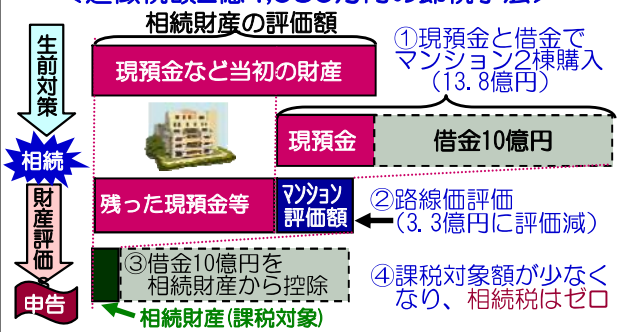 相続財産の評価額
生前対策
現預金など当初の財産
①現預金と借金で
マンション2棟購入
(13.8億円)
現預金
借金10億円
相続
財産評価
残った現預金等
マンション
評価額
②路線価評価
(3.3億円に評価減)
③借金10億円を
相続財産から控除
④課税対象額が少なく
なり、相続税はゼロ
申告
相続財産(課税対象)